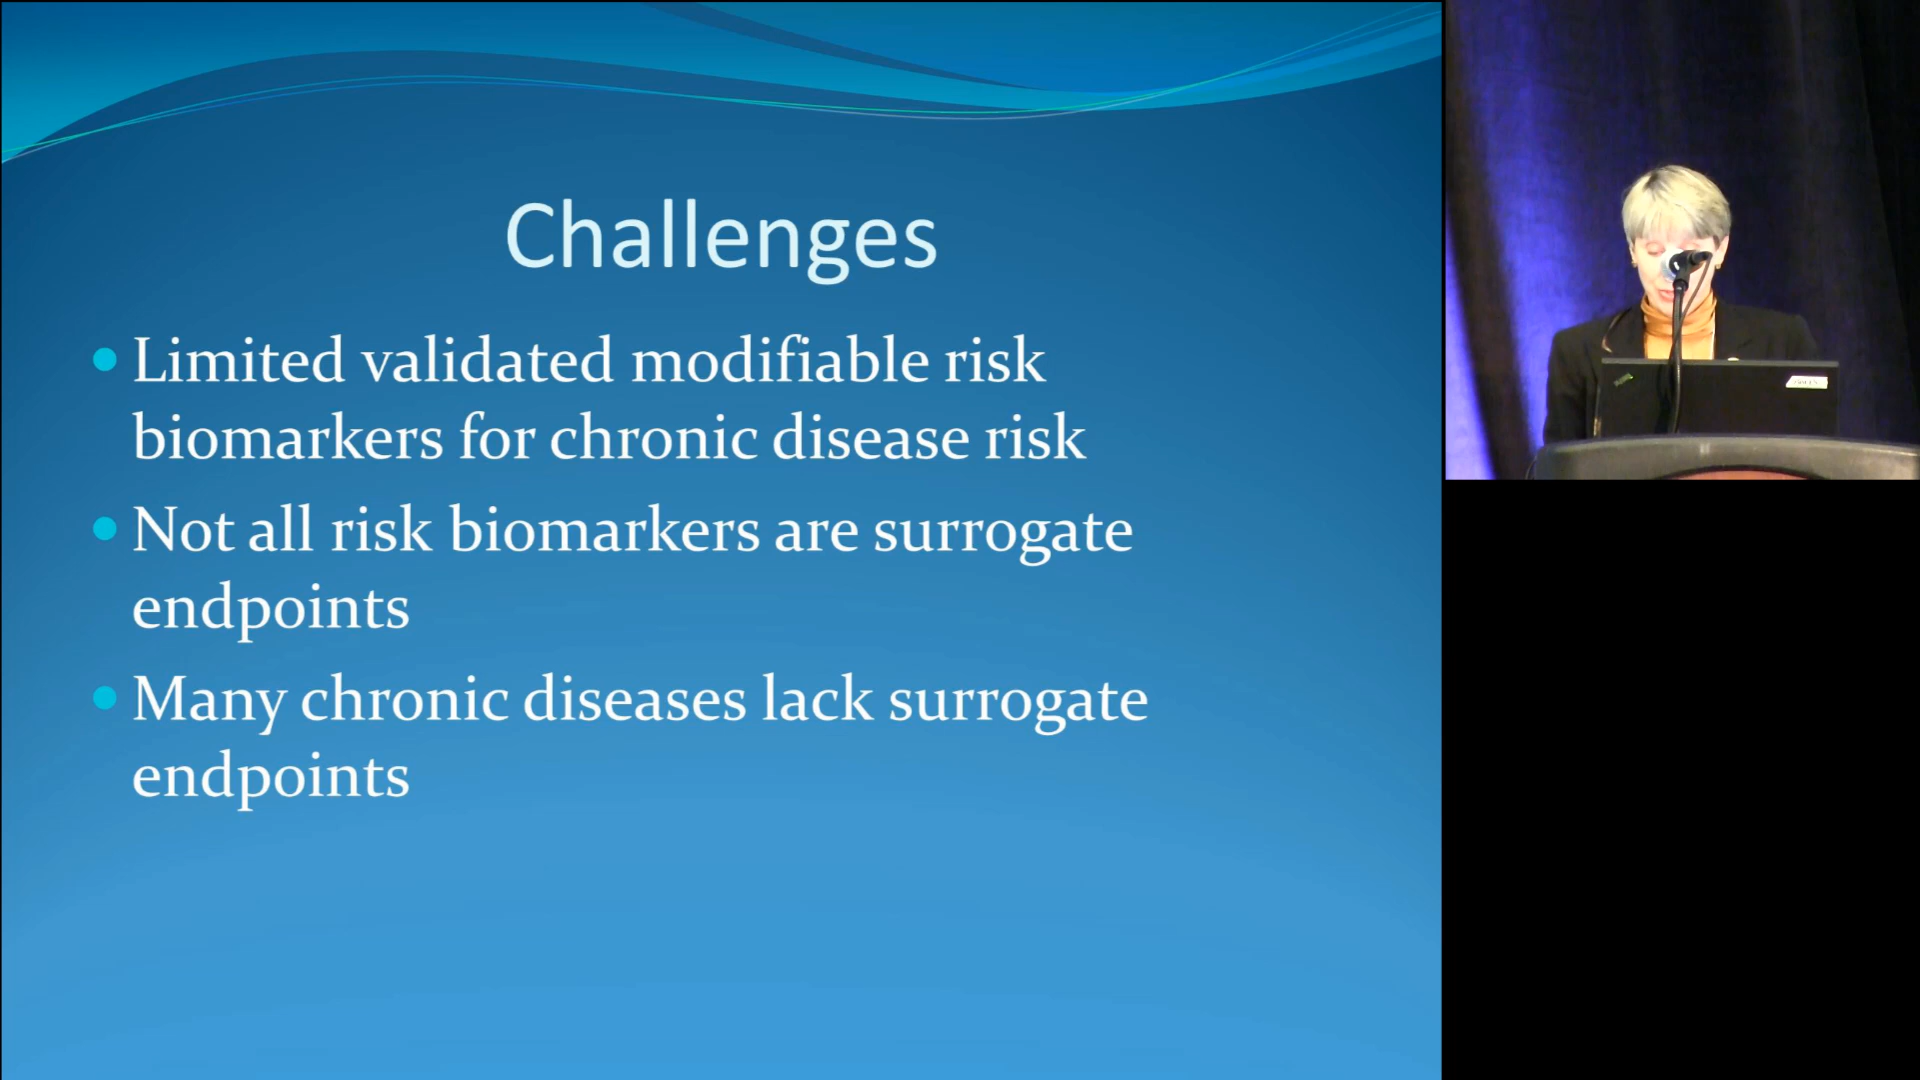 Challenges
Limited validated modifiable risk
biomarkers for chronic disease risk
Not all risk biomarkers are surrogate
endpoints
Many chronic diseases lack surrogate
endpoints